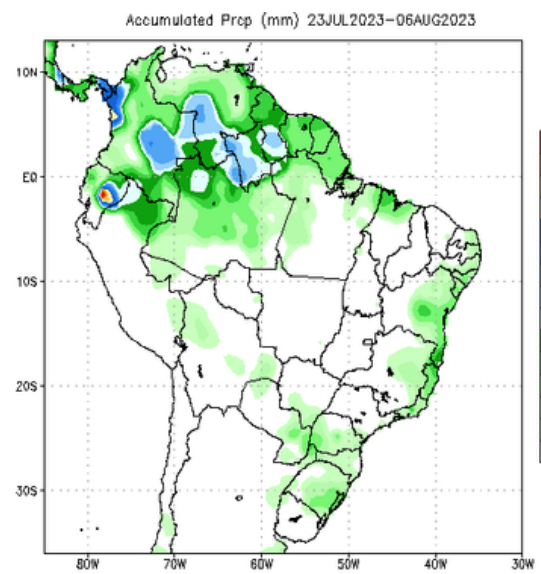 Accumulated Prcp (mm) 23JUL2023-06AUG2023
10N
EQ
10S
20S
30S
80W 70W 60W 50W 40W 30W